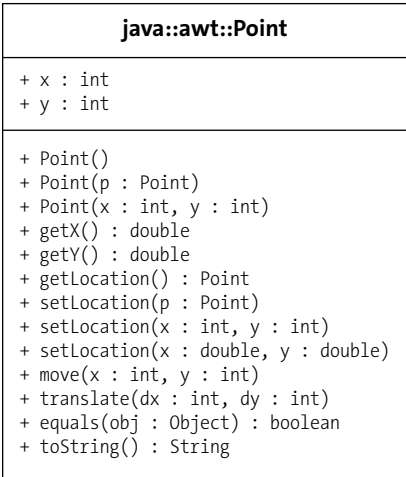 java::awt::Point
+ x : int
+ y : int
+ Point()
+ Point(p : Point)
+ Point(x : int, y : int)
+ getX() : double
+ getY() : double
+ getLocation() : Point
+ setLocation(p : Point)
+ setLocation(x : int, y : int)
+ setLocation(x : double, y : double)
+ move(x : int, y : int)
+ translate(dx : int, dy : int)
+ equals(obj : Object) : boolean
+ toString() : String